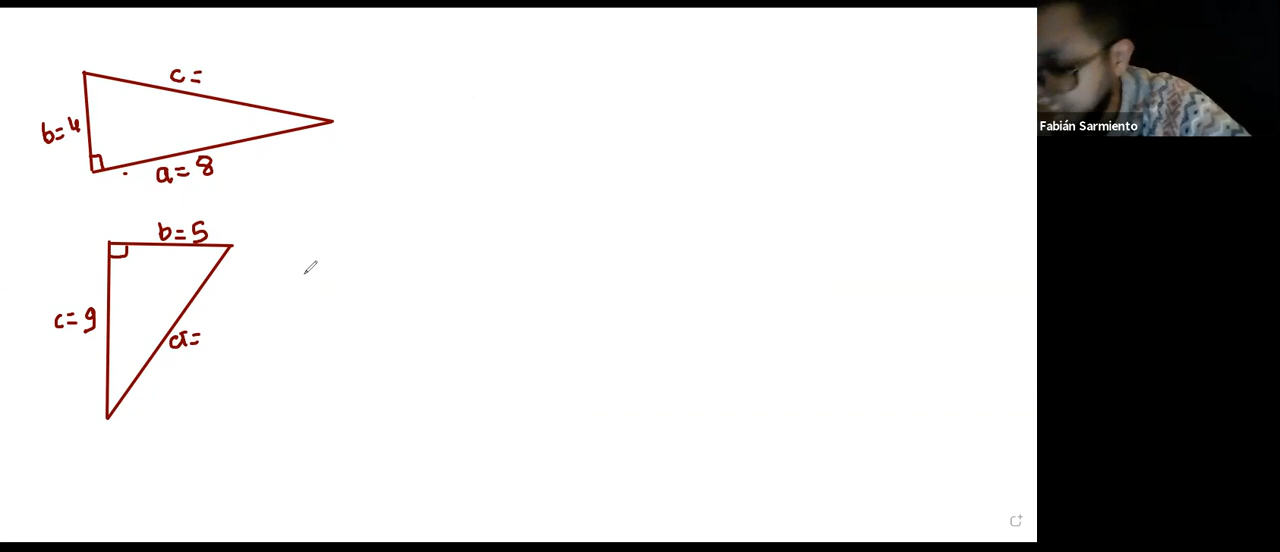 c =
b=4
a = 8
b= 5
c= 9
a=
Fabián Sarmiento